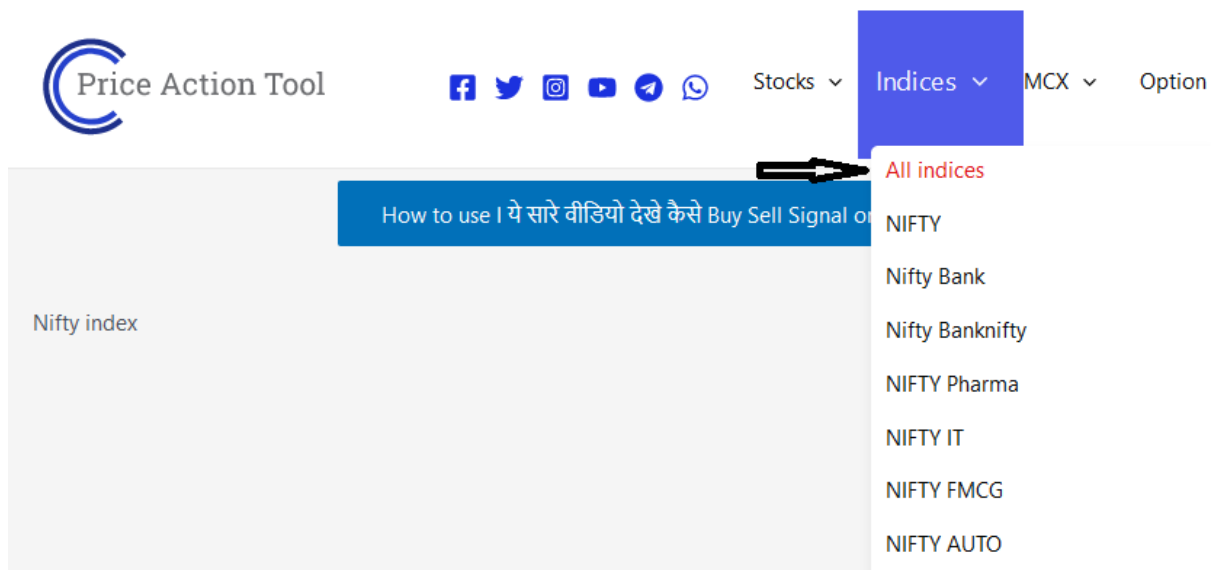 Price Action Tool
Stocks
Indices
MCX
Option
All indices
How to use I ये सारे वीडियो देखे कैसे Buy Sell Signal
NIFTY
Nifty Bank
Nifty index
Nifty Banknifty
NIFTY Pharma
NIFTY IT
NIFTY FMCG
NIFTY AUTO